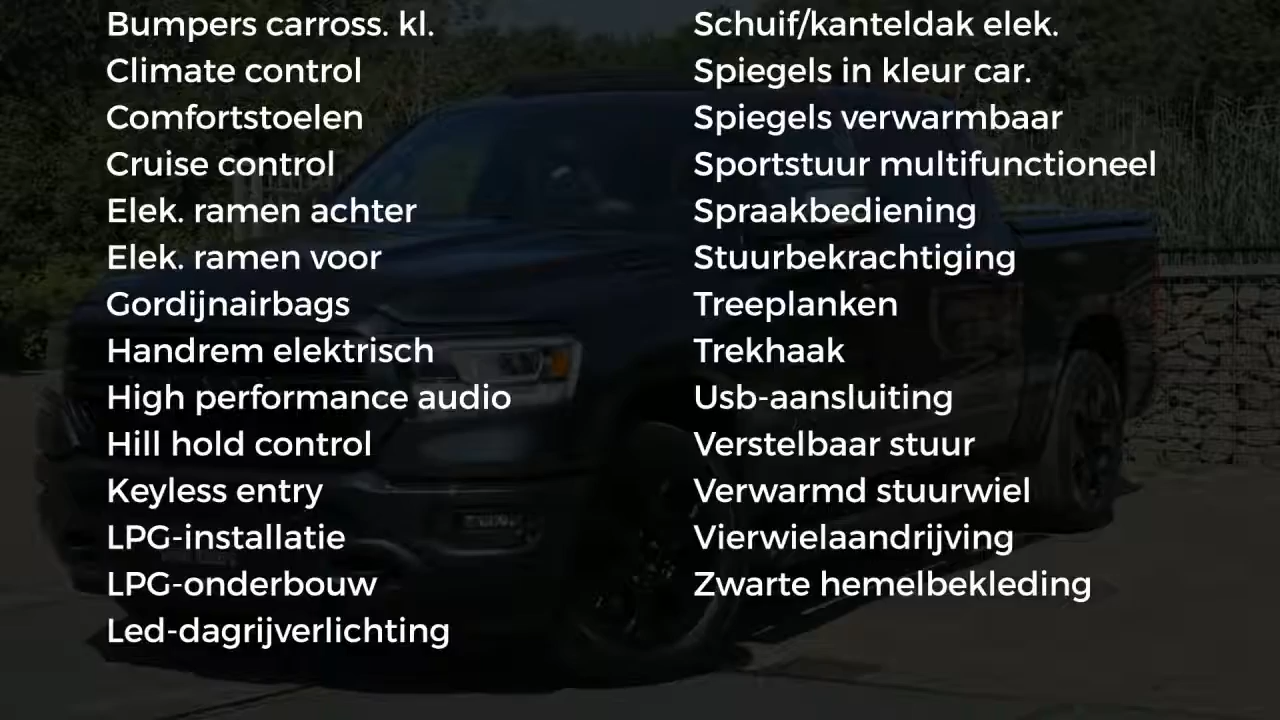 Bumpers carross. kl.
Climate control
Comfortstoelen
Cruise control
Elek. ramen achter
Elek. ramen voor
Gordijnairbags
Handrem elektrisch
High performance audio
Hill hold control
Keyless entry
LPG-installatie
LPG-onderbouw
Led-dagrijverlichting
Schuif/kanteldak elek.
Spiegels in kleur car.
Spiegels verwarmbaar
Sportstuur multifunctioneel
Spraakbediening
Stuurbekrachtiging
Treeplanken
Trekhaak
Usb-aansluiting
Verstelbaar stuur
Verwarmd stuurwiel
Vierwielaandrijving
Zwarte hemelbekleding